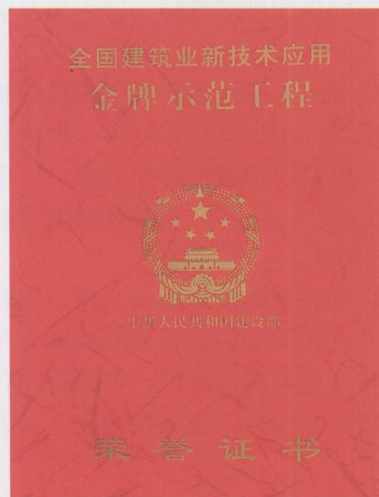 全国建筑业新技术应用
金牌示范工程
中华人民共和国建设部
荣誉证书